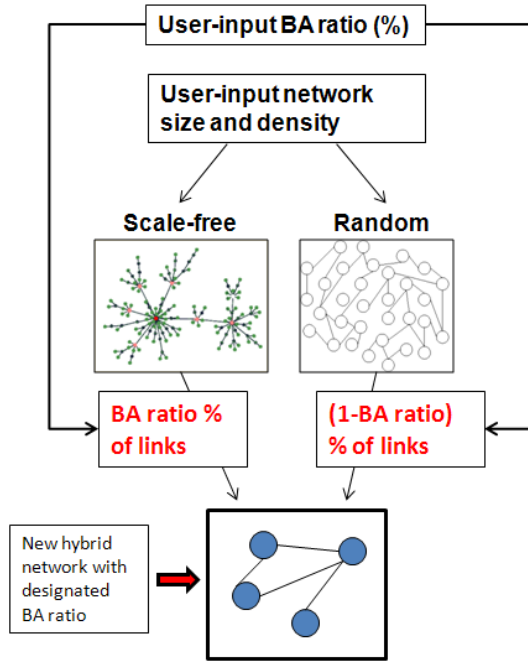 User-input BA ratio (%)
User-input network
size and density
Scale-free
Random
BA ratio %
of links
(1-BA ratio)
% of links
New hybrid
network with
designated
BA ratio